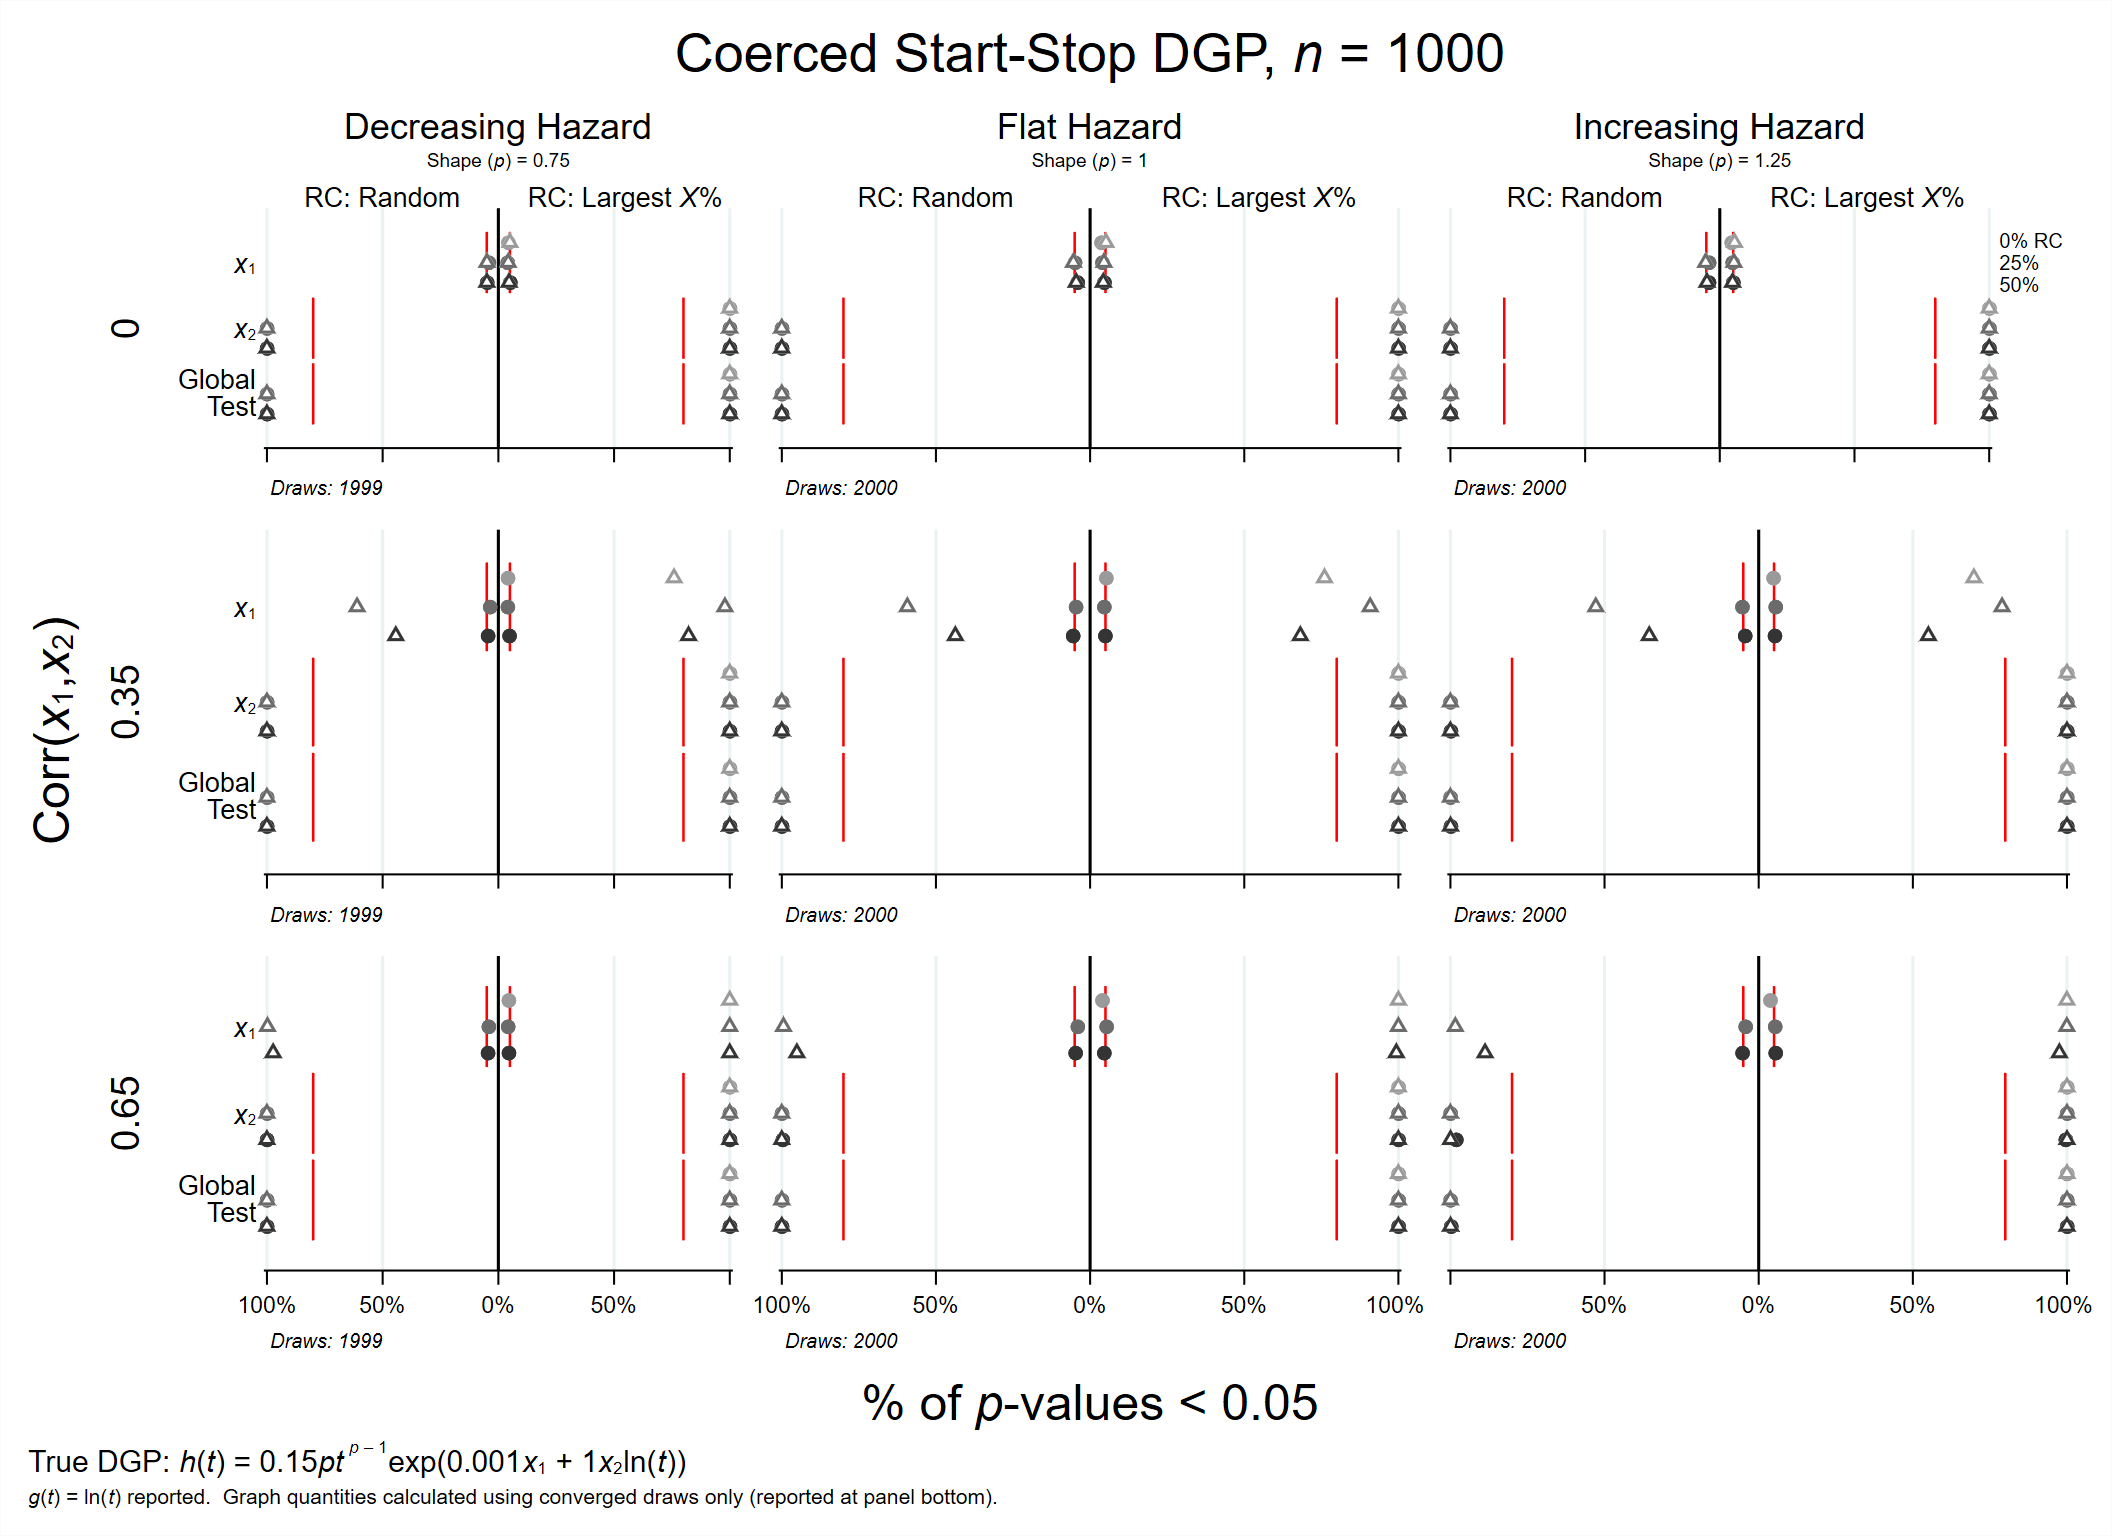 Coerced Start-Stop DGP, n = 1000
Decreasing Hazard Flat Hazard Increasing Hazard
Shape (p) = 0.75 Shape (p) = 1 Shape (p) = 1.25
RC: Random RC: Largest X% RC: Random RC: Largest X% RC: Random RC: Largest X%
0% RC
x₁ 25%
50%
0
x₂
Global
Test
Draws: 1999 Draws: 2000 Draws: 2000
Corr(x₁,x₂)
x₁
0.35
x₂
Global
Test
Draws: 1999 Draws: 2000 Draws: 2000
x₁
0.65
x₂
Global
Test
100% 50% 0% 50% 100% 50% 0% 50% 100% 50% 0% 50% 100%
Draws: 1999 Draws: 2000 Draws: 2000
% of p-values < 0.05
True DGP: h(t) = 0.15pt^(p − 1)exp(0.001x₁ + 1x₂ln(t))
g(t) = ln(t) reported. Graph quantities calculated using converged draws only (reported at panel bottom).